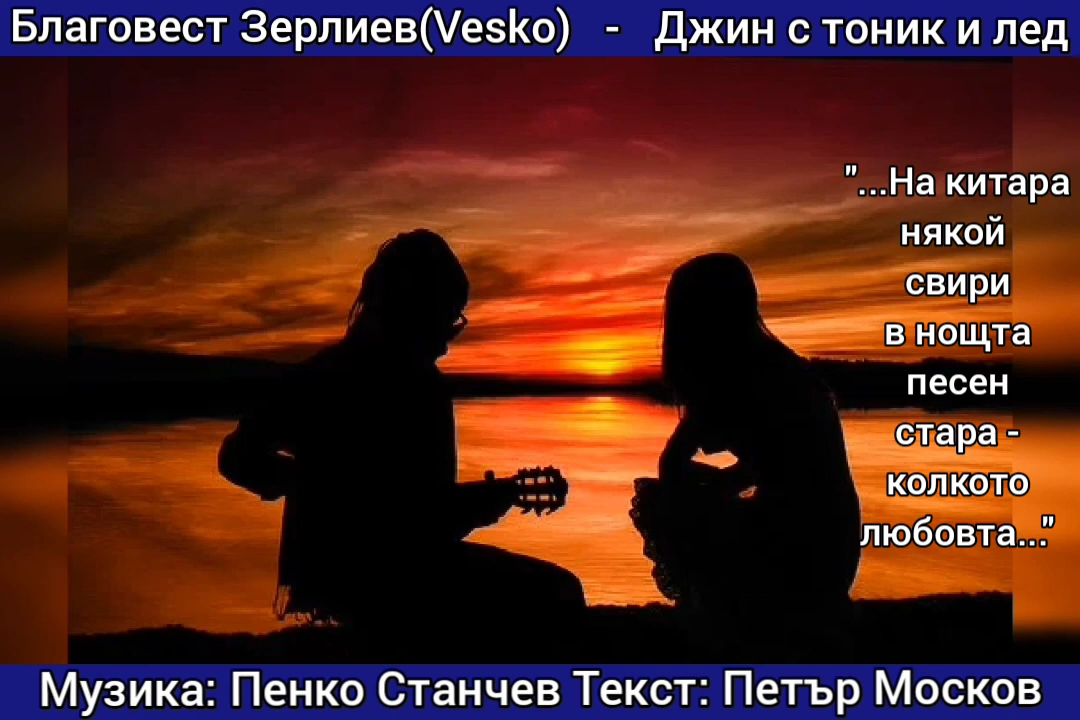 Благовест Зерлиев(Vesko) - Джин с тоник и лед
"...На китара
някой
свири
в нощта
песен
стара -
колкото
любовта..."
Музика: Пенко Станчев Текст: Петър Москов